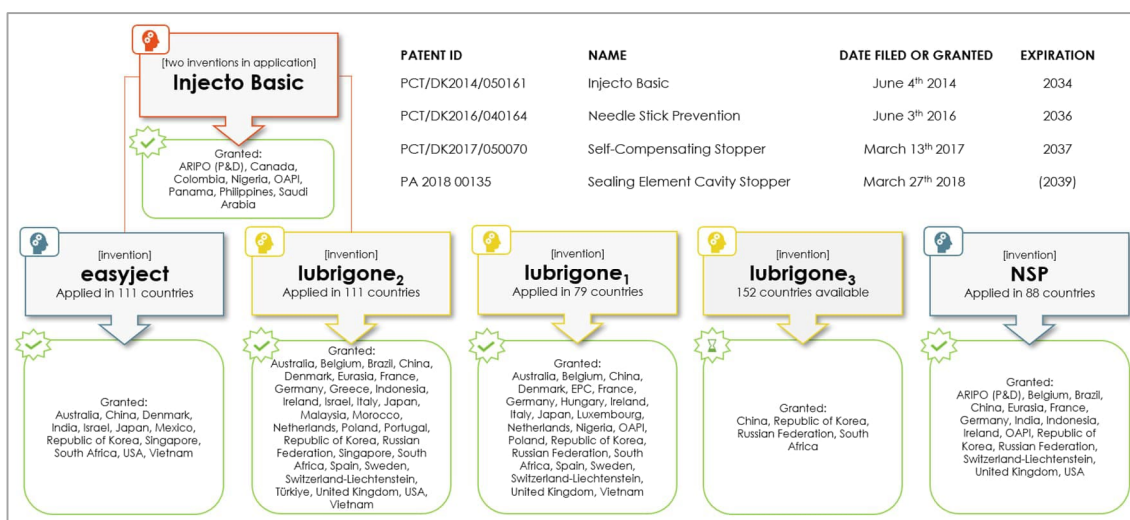 [two inventions in application]
Injecto Basic
Granted:
ARIPO (P&D), Canada,
Colombia, Nigeria, OAPI,
Panama, Philippines, Saudi
Arabia
PATENT ID NAME DATE FILED OR GRANTED EXPIRATION
PCT/DK2014/050161 Injecto Basic June 4th 2014 2034
PCT/DK2016/040164 Needle Stick Prevention June 3th 2016 2036
PCT/DK2017/050070 Self-Compensating Stopper March 13th 2017 2037
PA 2018 00135 Sealing Element Cavity Stopper March 27th 2018 (2039)
[invention]
easyject
Applied in 111 countries
Granted:
Australia, China, Denmark,
India, Israel, Japan, Mexico,
Republic of Korea, Singapore,
South Africa, USA, Vietnam
[invention]
lubrigone2
Applied in 111 countries
Granted:
Australia, Belgium, Brazil, China,
Denmark, Eurasia, France,
Germany, Greece, Indonesia,
Ireland, Israel, Italy, Japan,
Malaysia, Morocco,
Netherlands, Poland, Portugal,
Republic of Korea, Russian
Federation, Singapore, South
Africa, Spain, Sweden,
Switzerland-Liechtenstein,
Türkiye, United Kingdom, USA,
Vietnam
[invention]
lubrigone1
Applied in 79 countries
Granted:
Australia, Belgium, China,
Denmark, EPC, France,
Germany, Hungary, Ireland,
Italy, Japan, Luxembourg,
Netherlands, Nigeria, OAPI,
Poland, Republic of Korea,
Russian Federation, South
Africa, Spain, Sweden,
Switzerland-Liechtenstein,
United Kingdom, Vietnam
[invention]
lubrigone3
152 countries available
Granted:
China, Republic of Korea,
Russian Federation, South
Africa
[invention]
NSP
Applied in 88 countries
Granted:
ARIPO (P&D), Belgium, Brazil,
China, Eurasia, France,
Germany, India, Indonesia,
Ireland, OAPI, Republic of
Korea, Russian Federation,
Switzerland-Liechtenstein,
United Kingdom, USA